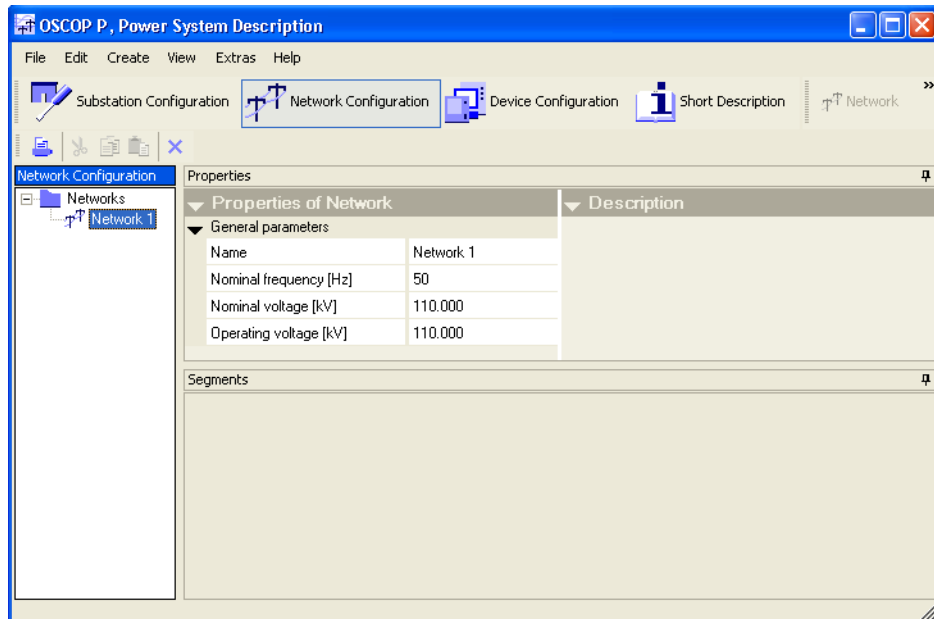 OSCOP P, Power System Description
File Edit Create View Extras Help
Substation Configuration Network Configuration Device Configuration Short Description Network »
Network Configuration
Networks
Network 1
Properties
Properties of Network Description
General parameters
Name Network 1
Nominal frequency [Hz] 50
Nominal voltage [kV] 110.000
Operating voltage [kV] 110.000
Segments